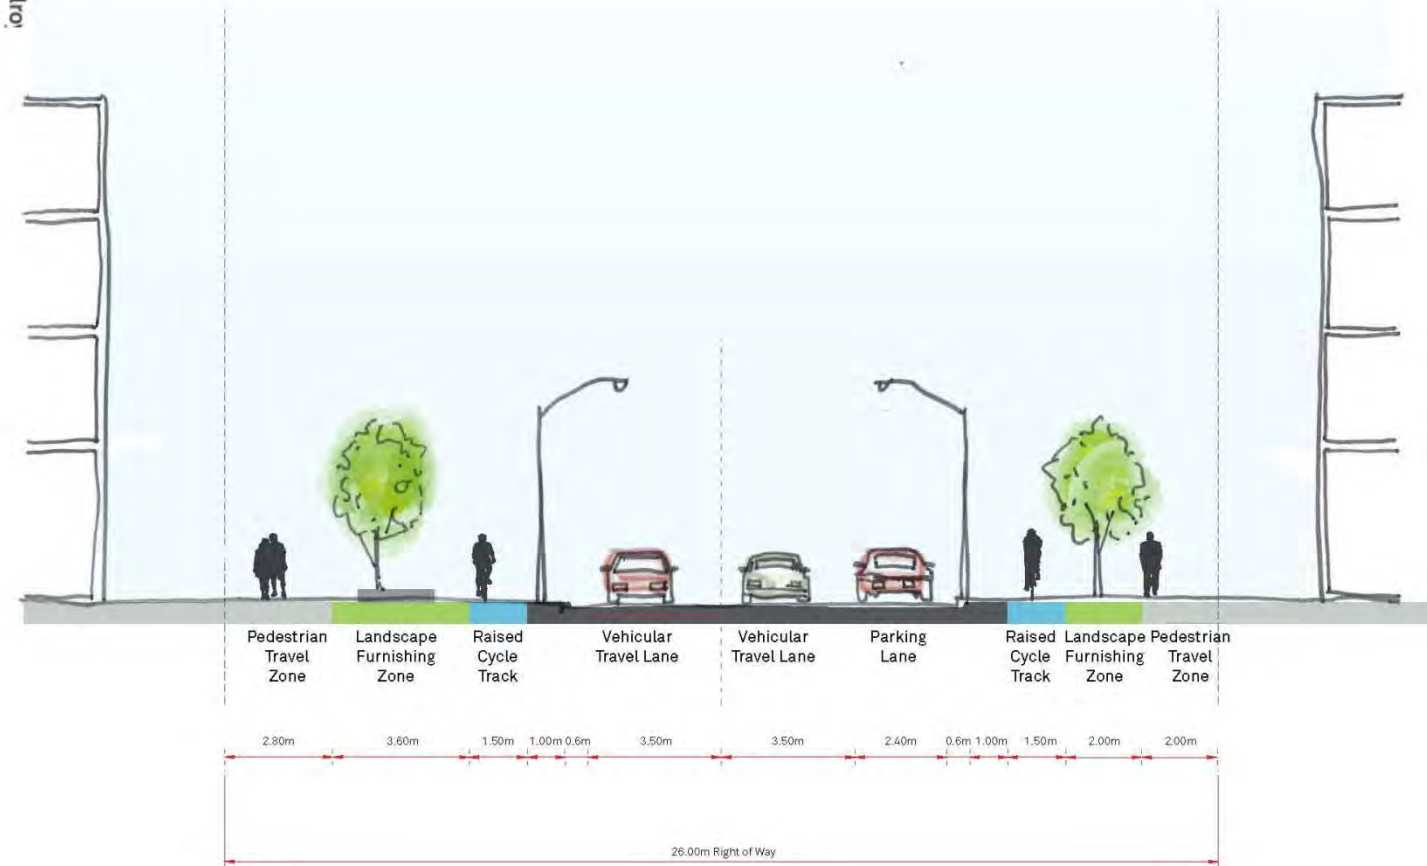 Pedestrian
Travel
Zone
Landscape
Furnishing
Zone
Raised
Cycle
Track
Vehicular
Travel Lane
Vehicular
Travel Lane
Parking
Lane
Raised
Cycle
Track
Landscape
Furnishing
Zone
Pedestrian
Travel
Zone
2.80m 3.60m 1.50m 1.00m 0.6m 3.50m 3.50m 2.40m 0.6m 1.00m 1.50m 2.00m 2.00m
26.00m Right of Way